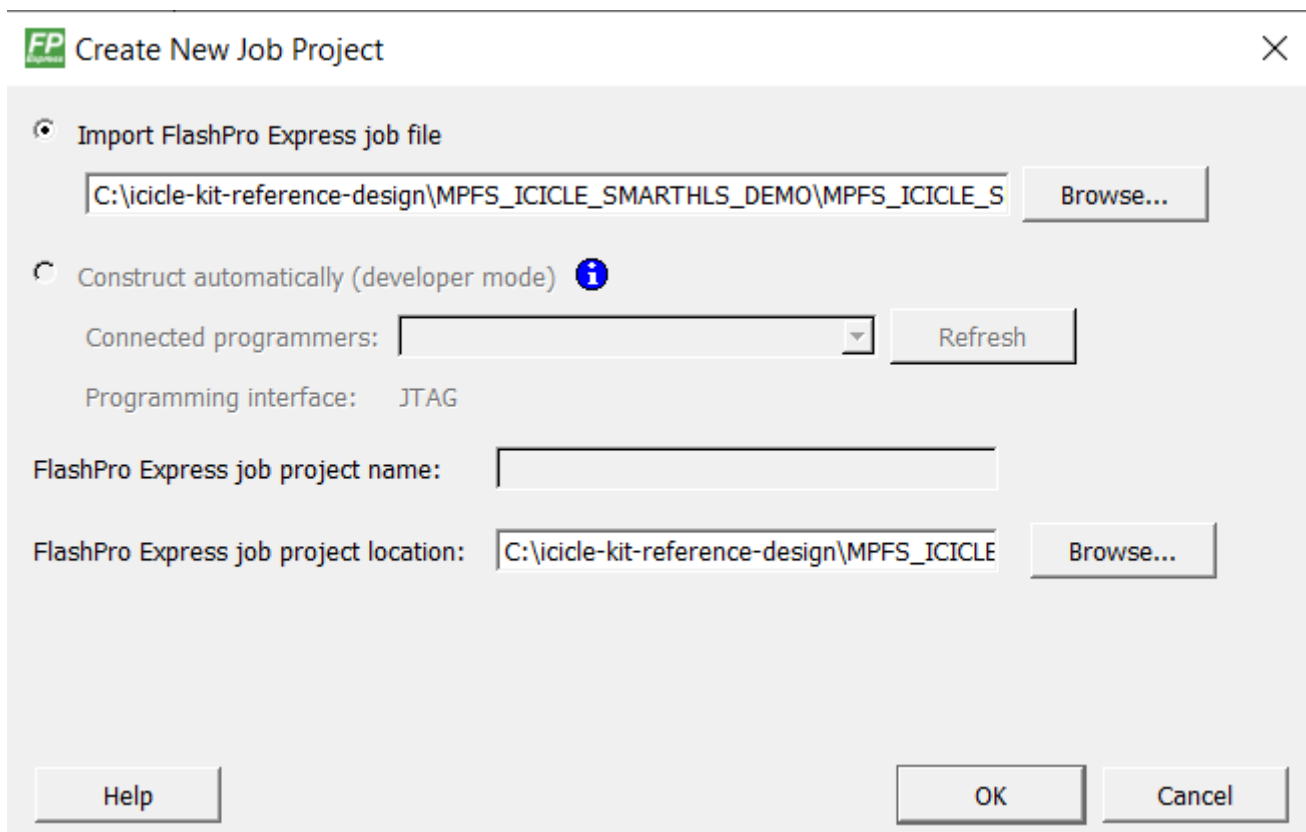 FP Express Create New Job Project
Import FlashPro Express job file
C:\icicle-kit-reference-design\MPFS_ICICLE_SMARTHLS_DEMO\MPFS_ICICLE_S Browse...
Construct automatically (developer mode) i
Connected programmers: Refresh
Programming interface: JTAG
FlashPro Express job project name:
FlashPro Express job project location: C:\icicle-kit-reference-design\MPFS_ICICLE Browse...
Help OK Cancel